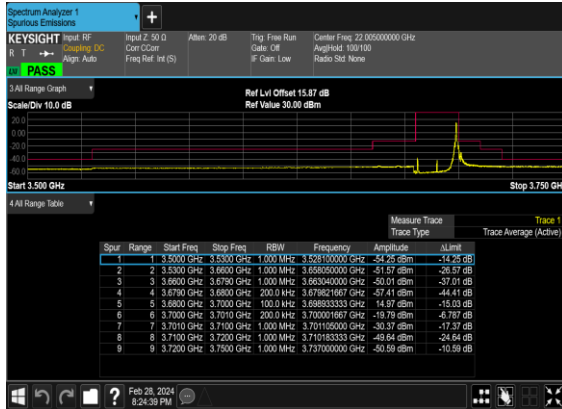 Spectrum Analyzer 1
Spurious Emissions
+
KEYSIGHT Input: RF Input Z: 50 Ω Atten: 20 dB Trig: Free Run Center Freq: 22.005000000 GHz
R T Coupling: DC Corr CCorr Gate: Off Avg|Hold: 100/100
Align: Auto Freq Ref: Int (S) IF Gain: Low Radio Std: None
PASS
3 All Range Graph Ref Lvl Offset 15.87 dB
Scale/Div 10.0 dB Ref Value 30.00 dBm
20.0
0.00
-20.0
-40.0
-60.0
Start 3.500 GHz Stop 3.750 GHz
4 All Range Table
Measure Trace Trace 1
Trace Type Trace Average (Active)
Spur Range Start Freq Stop Freq RBW Frequency Amplitude ΔLimit
1 1 3.5000 GHz 3.5300 GHz 1.000 MHz 3.528100000 GHz -54.25 dBm -14.25 dB
2 2 3.5300 GHz 3.6600 GHz 1.000 MHz 3.658050000 GHz -51.57 dBm -26.57 dB
3 3 3.6600 GHz 3.6790 GHz 1.000 MHz 3.663040000 GHz -50.01 dBm -37.01 dB
4 4 3.6790 GHz 3.6800 GHz 200.0 kHz 3.679821667 GHz -57.41 dBm -44.41 dB
5 5 3.6800 GHz 3.7000 GHz 100.0 kHz 3.698933333 GHz 14.97 dBm -15.03 dB
6 6 3.7000 GHz 3.7010 GHz 200.0 kHz 3.700001667 GHz -19.79 dBm -6.787 dB
7 7 3.7010 GHz 3.7100 GHz 1.000 MHz 3.701105000 GHz -30.37 dBm -17.37 dB
8 8 3.7100 GHz 3.7200 GHz 1.000 MHz 3.710183333 GHz -49.64 dBm -24.64 dB
9 9 3.7200 GHz 3.7500 GHz 1.000 MHz 3.737000000 GHz -50.59 dBm -10.59 dB
? Feb 28, 2024
8:24:39 PM